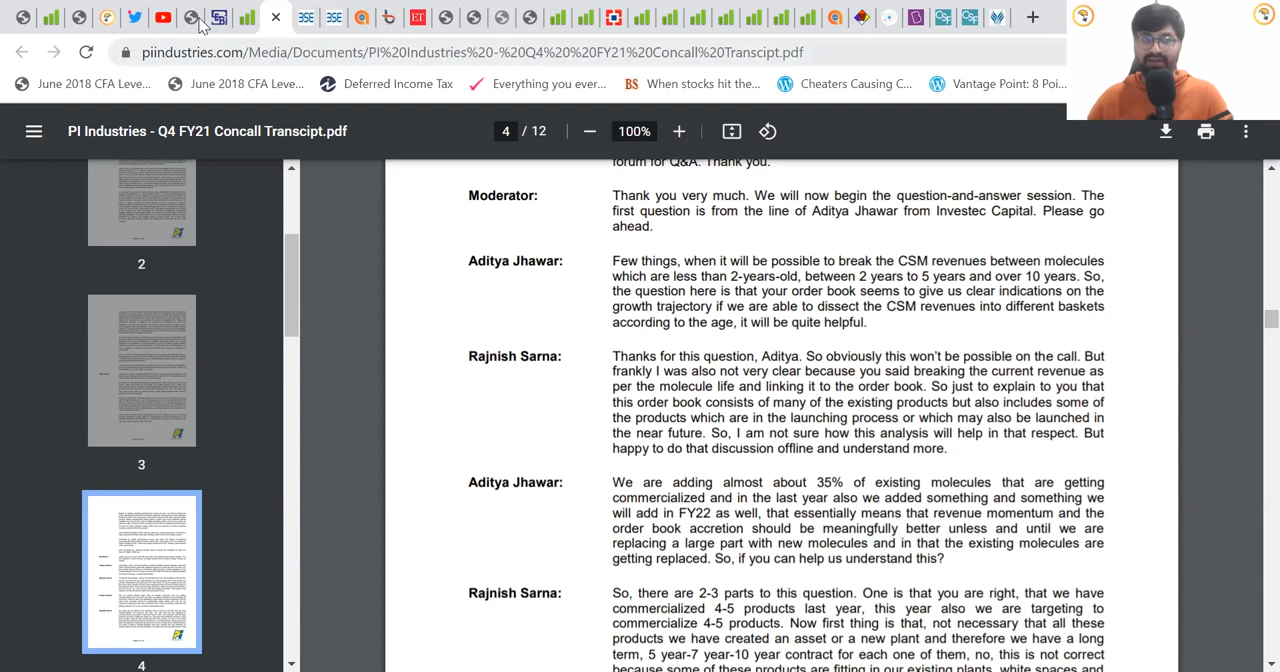 piindustries.com/Media/Documents/PI%20Industries%20-%20Q4%20%20FY21%20Concall%20Transcipt.pdf
June 2018 CFA Leve... June 2018 CFA Level... Deferred Income Tax Everything you ever... BS When stocks hit the... Cheaters Causing C... Vantage Point: 8 Poi...
PI Industries - Q4 FY21 Concall Transcipt.pdf 4 / 12 100%
forum for Q&A. Thank you.
Moderator: Thank you very much. We will now begin the question-and-answer session. The
first question is from the line of Aditya Jhawar from Investec Capital. Please go
ahead.
Aditya Jhawar: Few things, when it will be possible to break the CSM revenues between molecules
which are less than 2-years-old, between 2 years to 5 years and over 10 years. So,
the question here is that your order book seems to give us clear indications on the
growth trajectory if we are able to dissect the CSM revenues into different baskets
according to the age, it will be quite helpful.
Rajnish Sarna: Thanks for this question, Aditya. So obviously this won't be possible on the call. But
frankly I was also not very clear because you said breaking the current revenue as
per the molecule life and linking it to the order book. So just to explain to you that
this order book consists of many of the existing products but also includes some of
the products which are in the launching process or which may also be launched in
the near future. So, I am not sure how this analysis will help in that respect. But
happy to do that discussion offline and understand more.
Aditya Jhawar: We are adding almost about 35% of existing molecules that are getting
commercialized and in the last year also we added something and something we
will add in FY22 as well, that essentially means that revenue momentum and the
order book accretion should be meaningfully better unless and until we are
replacing a large part with new molecules and in that the existing molecules are
getting replaced. So, if you can help us understand this?
Rajnish Sarna: So, there are 2-3 parts to this question. One is that you are right, that we have
commercialized 4-5 products last year, this year also we are targeting to
commercialize 4-5 products. Now first thing is that, not necessary that all these
products we have created an asset or a new plant and therefore we have a long
term, 5 year-7 year-10 year contract for each one of them, no, this is not correct
because some of these products are fitting in our existing plants, white spaces and
2
3
4